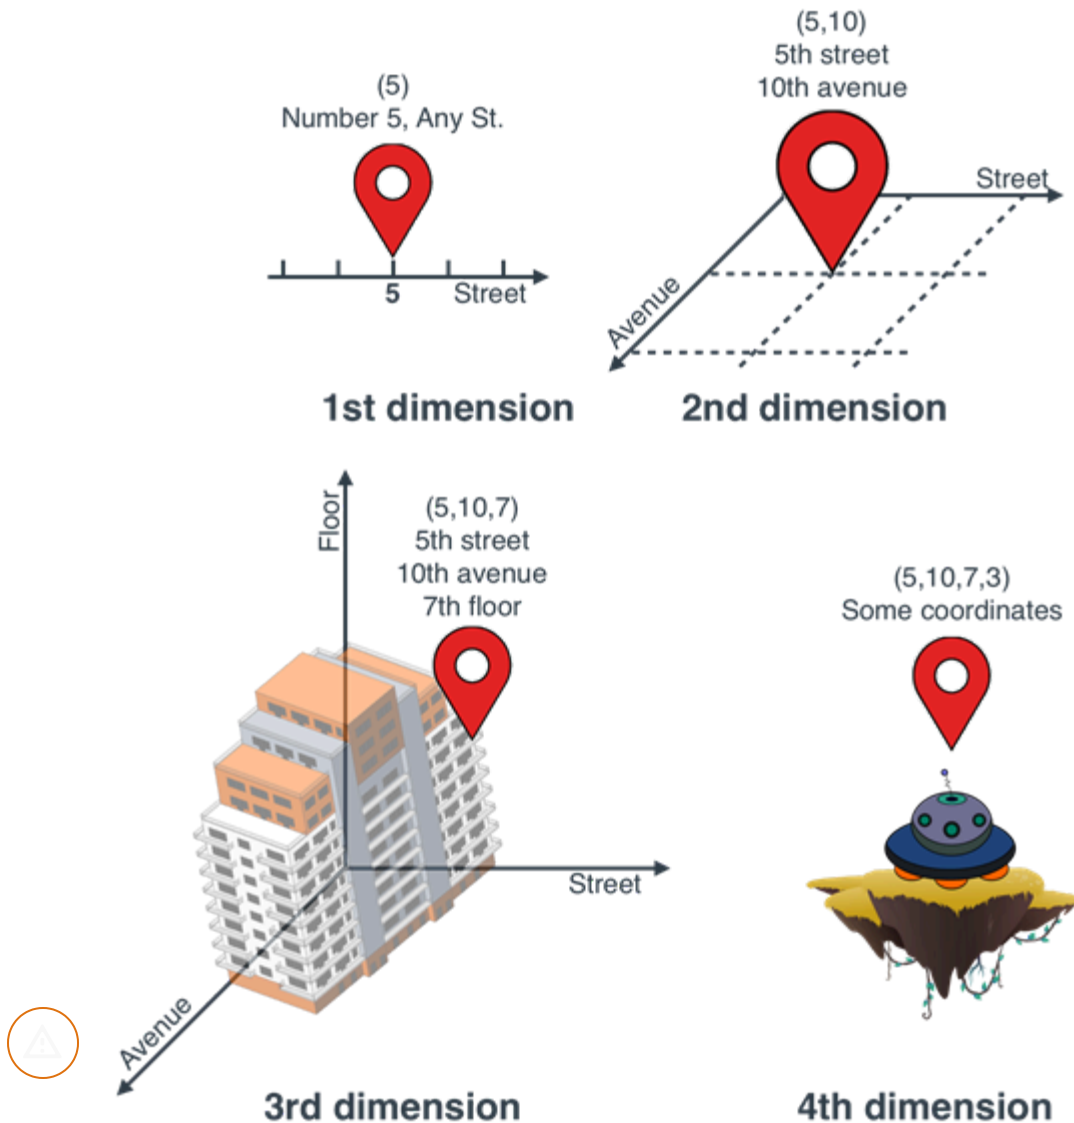 (5)
Number 5, Any St.
5
Street
1st dimension
(5,10)
5th street
10th avenue
Street
Avenue
2nd dimension
Floor
(5,10,7)
5th street
10th avenue
7th floor
Street
Avenue
3rd dimension
(5,10,7,3)
Some coordinates
4th dimension